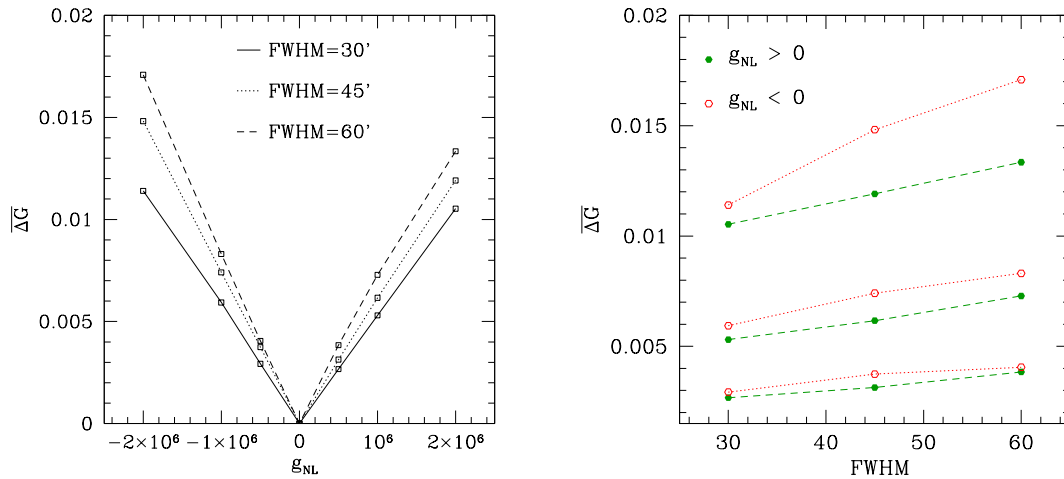 0.02
0.015
0.01
0.005
0
ΔG
FWHM=30'
FWHM=45'
FWHM=60'
−2×10⁶ −1×10⁶ 0 10⁶ 2×10⁶
g_NL
0.02
0.015
0.01
0.005
ΔG
g_NL > 0
g_NL < 0
30 40 50 60
FWHM